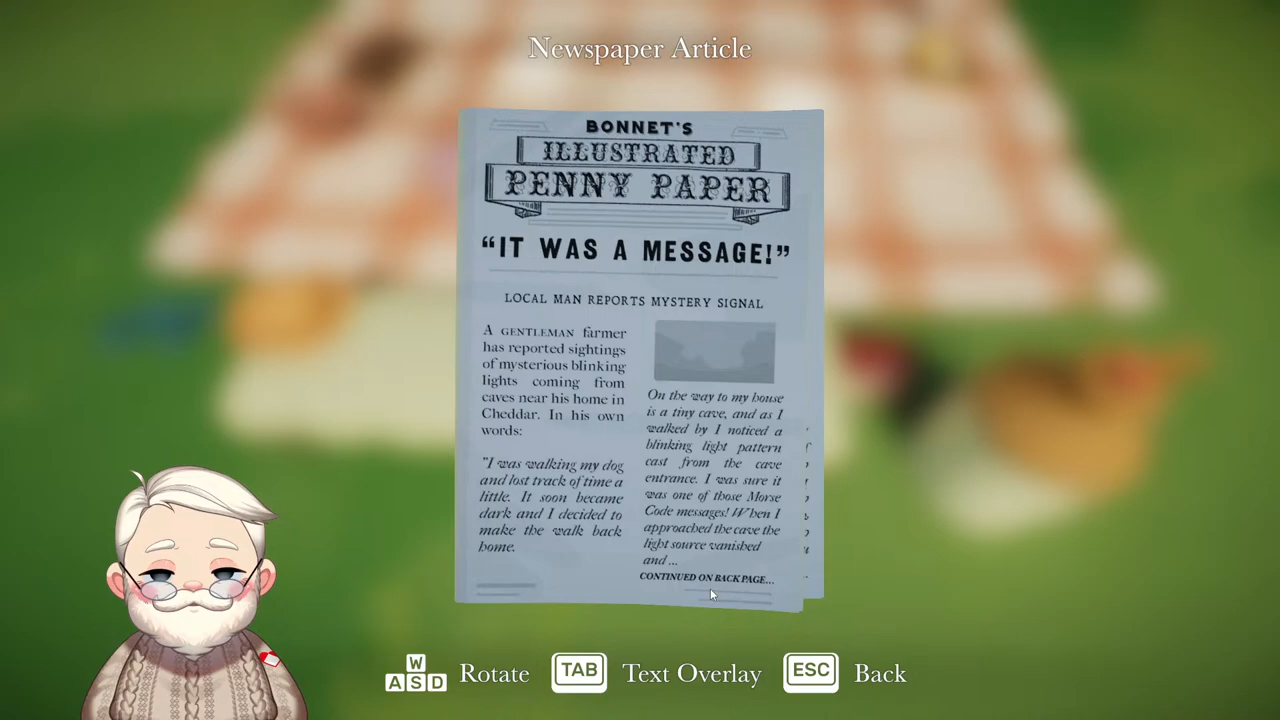 Newspaper Article
BONNET'S
ILLUSTRATED
PENNY PAPER
“IT WAS A MESSAGE!”
LOCAL MAN REPORTS MYSTERY SIGNAL
A GENTLEMAN farmer
has reported sightings
of mysterious blinking
lights coming from
caves near his home in
Cheddar. In his own
words:
"I was walking my dog
and lost track of time a
little. It soon became
dark and I decided to
make the walk back
home.
On the way to my house
is a tiny cave, and as I
walked by I noticed a
blinking light pattern
cast from the cave
entrance. I was sure it
was one of those Morse
Code messages! When I
approached the cave the
light source vanished
and ...
CONTINUED ON BACK PAGE...
W
A S D
Rotate
TAB
Text Overlay
ESC
Back